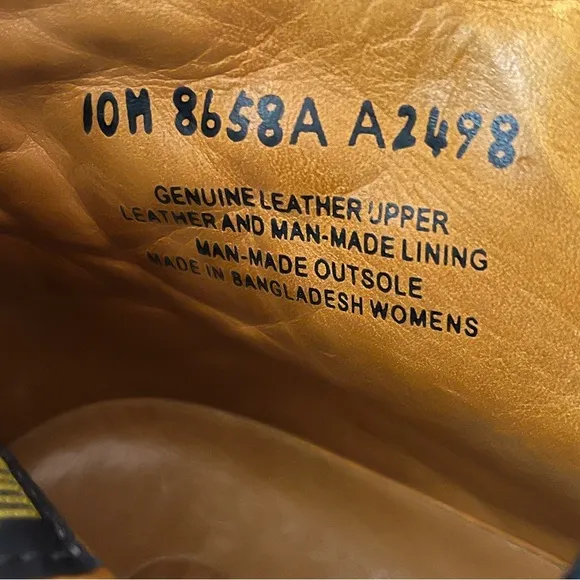 10M 8658A A2498
GENUINE LEATHER UPPER
LEATHER AND MAN-MADE LINING
MAN-MADE OUTSOLE
MADE IN BANGLADESH WOMENS